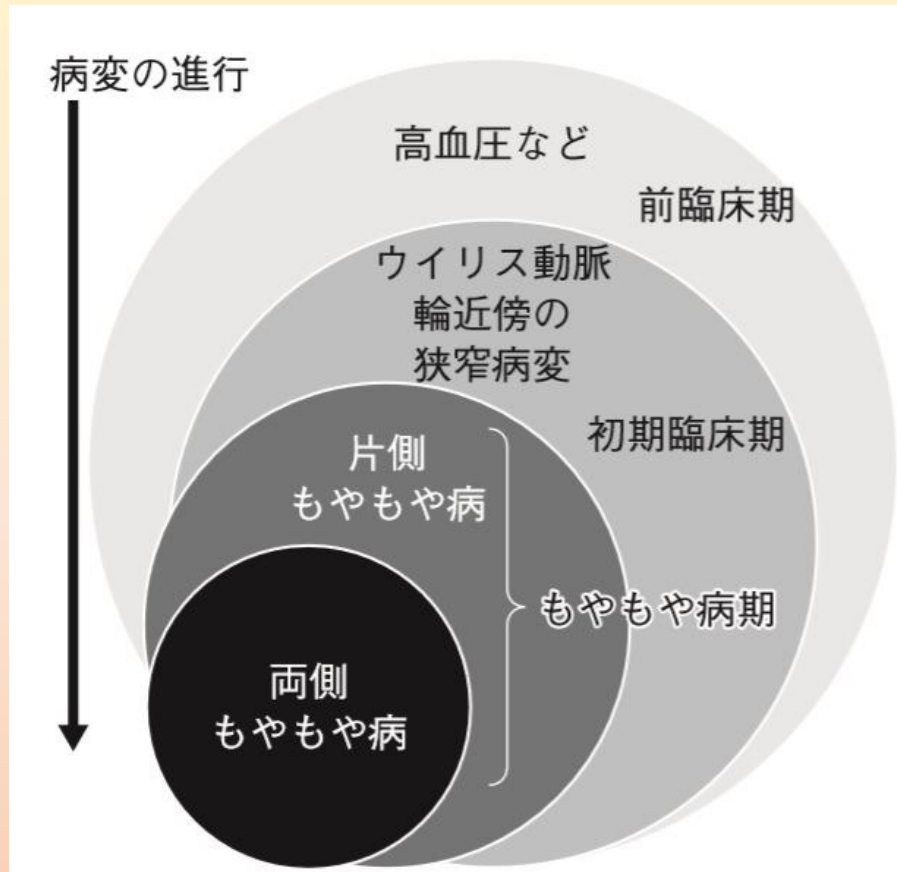 病変の進行
高血圧など
前臨床期
ウイリス動脈
輪近傍の
狭窄病変
初期臨床期
片側
もやもや病
もやもや病期
両側
もやもや病